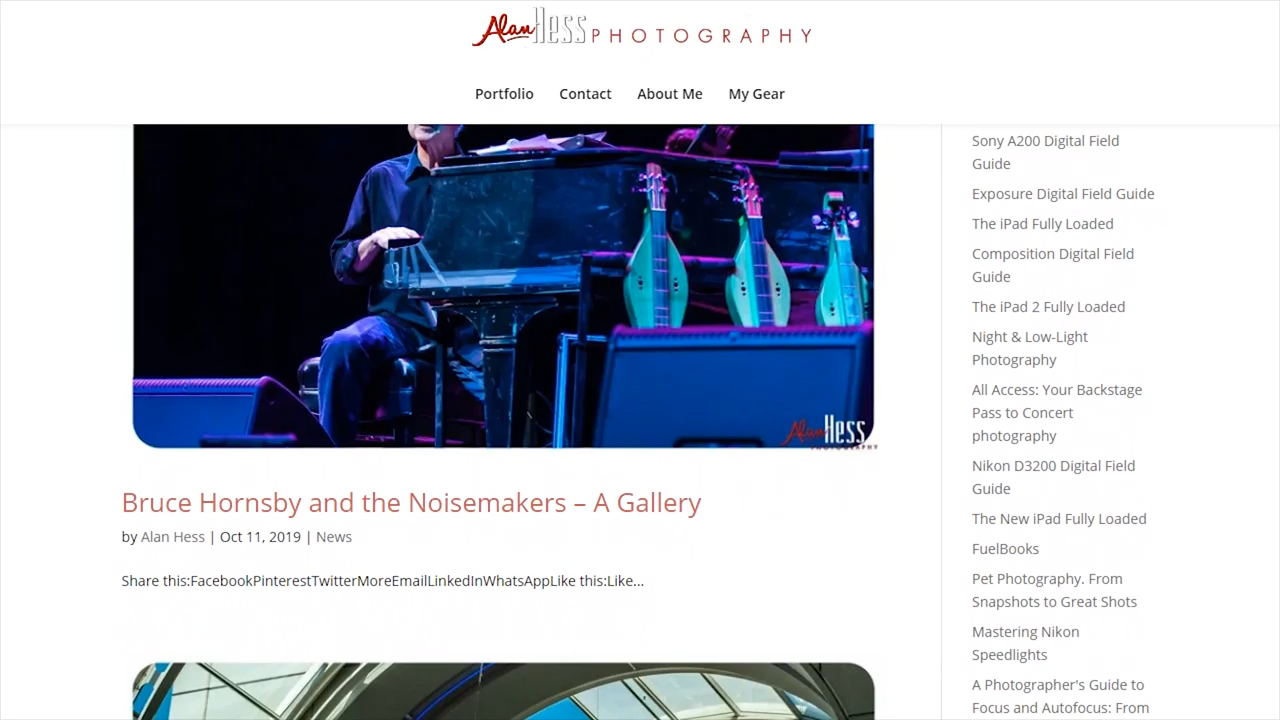 Alan Hess PHOTOGRAPHY
Portfolio
Contact
About Me
My Gear
Sony A200 Digital Field
Guide
Exposure Digital Field Guide
The iPad Fully Loaded
Composition Digital Field
Guide
The iPad 2 Fully Loaded
Night & Low-Light
Photography
All Access: Your Backstage
Pass to Concert
photography
Nikon D3200 Digital Field
Guide
The New iPad Fully Loaded
FuelBooks
Pet Photography. From
Snapshots to Great Shots
Mastering Nikon
Speedlights
A Photographer's Guide to
Focus and Autofocus: From
Alan Hess
PHOTOGRAPHY
Bruce Hornsby and the Noisemakers – A Gallery
by Alan Hess | Oct 11, 2019 | News
Share this:FacebookPinterestTwitterMoreEmailLinkedInWhatsAppLike this:Like...